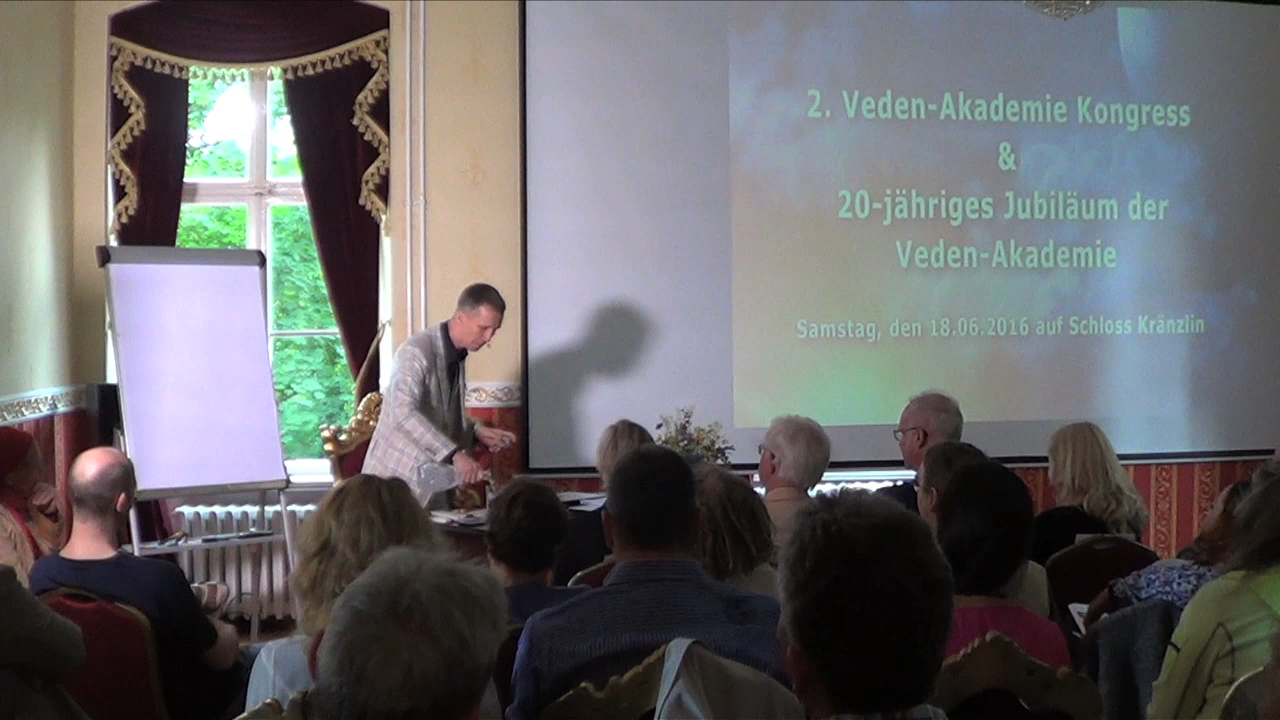 2. Veden-Akademie Kongress
&
20-jähriges Jubiläum der
Veden-Akademie
Samstag, den 18.06.2016 auf Schloss Kränzlin